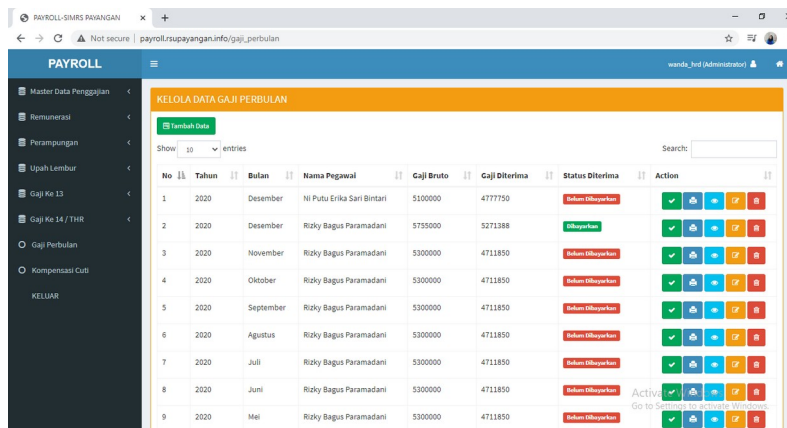 PAYROLL-SIMRS PAYANGAN
Not secure | payroll.rsupayangan.info/gaji_perbulan
PAYROLL
wanda_hrd (Administrator)
Master Data Penggajian
Remunerasi
Perampungan
Upah Lembur
Gaji Ke 13
Gaji Ke 14 / THR
Gaji Perbulan
Kompensasi Cuti
KELUAR
KELOLA DATA GAJI PERBULAN
Tambah Data
Show 10 entries
Search:
No Tahun Bulan Nama Pegawai Gaji Bruto Gaji Diterima Status Diterima Action
1 2020 Desember Ni Putu Erika Sari Bintari 5100000 4777750 Belum Dibayarkan
2 2020 Desember Rizky Bagus Paramadani 5755000 5271388 Dibayarkan
3 2020 November Rizky Bagus Paramadani 5300000 4711850 Belum Dibayarkan
4 2020 Oktober Rizky Bagus Paramadani 5300000 4711850 Belum Dibayarkan
5 2020 September Rizky Bagus Paramadani 5300000 4711850 Belum Dibayarkan
6 2020 Agustus Rizky Bagus Paramadani 5300000 4711850 Belum Dibayarkan
7 2020 Juli Rizky Bagus Paramadani 5300000 4711850 Belum Dibayarkan
8 2020 Juni Rizky Bagus Paramadani 5300000 4711850 Belum Dibayarkan
9 2020 Mei Rizky Bagus Paramadani 5300000 4711850 Belum Dibayarkan
Activate Windows
Go to Settings to activate Windows.